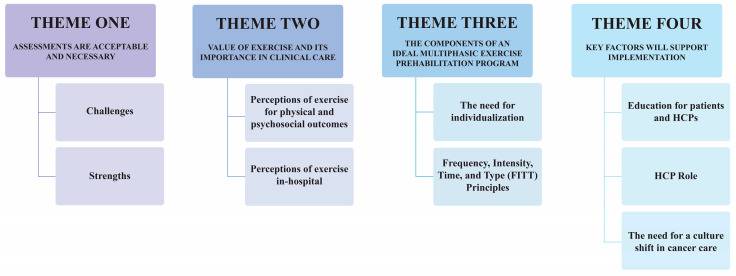 THEME ONE
ASSESSMENTS ARE ACCEPTABLE
AND NECESSARY
Challenges
Strengths
THEME TWO
VALUE OF EXERCISE AND ITS
IMPORTANCE IN CLINICAL CARE
Perceptions of exercise
for physical and
psychosocial outcomes
Perceptions of exercise
in-hospital
THEME THREE
THE COMPONENTS OF AN
IDEAL MULTIPHASIC EXERCISE
PREHABILITATION PROGRAM
The need for
individualization
Frequency, Intensity,
Time, and Type (FITT)
Principles
THEME FOUR
KEY FACTORS WILL SUPPORT
IMPLEMENTATION
Education for patients
and HCPs
HCP Role
The need for a culture
shift in cancer care